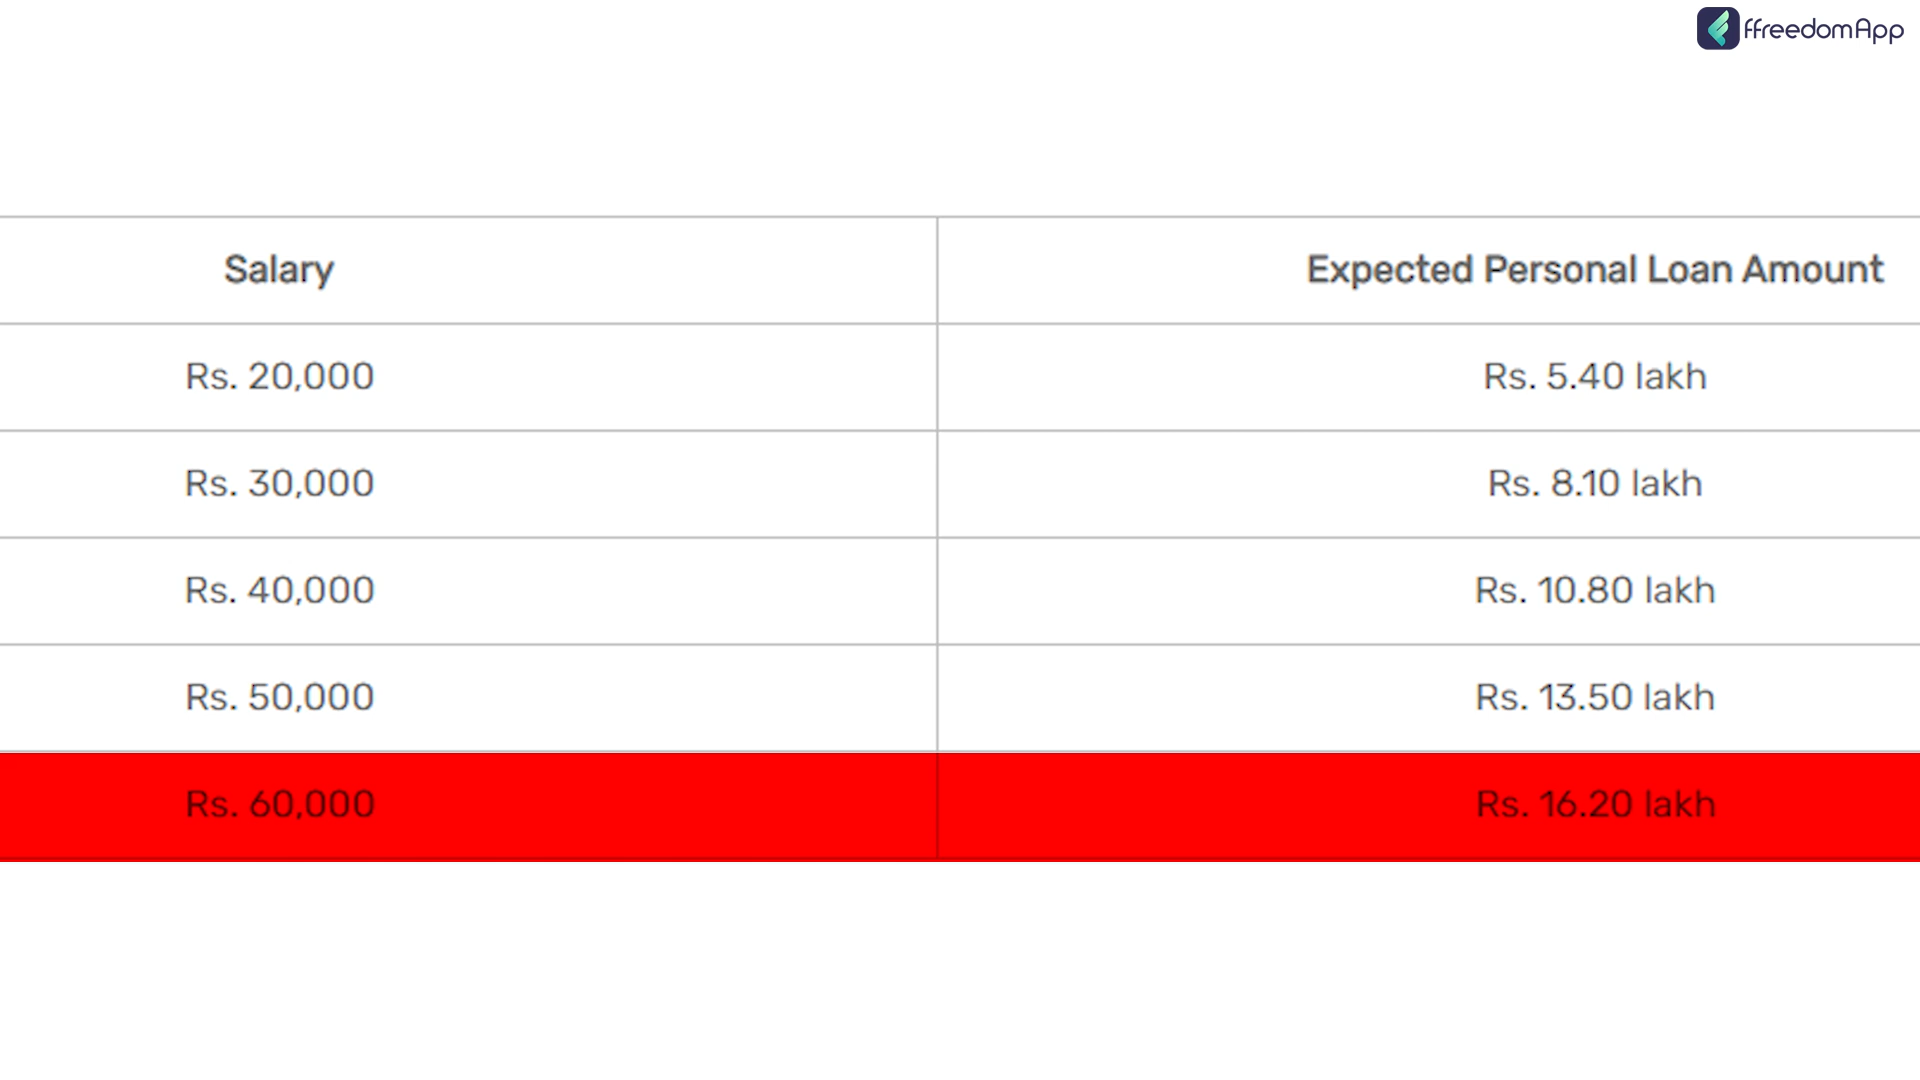 ffreedomApp
Salary Expected Personal Loan Amount
Rs. 20,000 Rs. 5.40 lakh
Rs. 30,000 Rs. 8.10 lakh
Rs. 40,000 Rs. 10.80 lakh
Rs. 50,000 Rs. 13.50 lakh
Rs. 60,000 Rs. 16.20 lakh